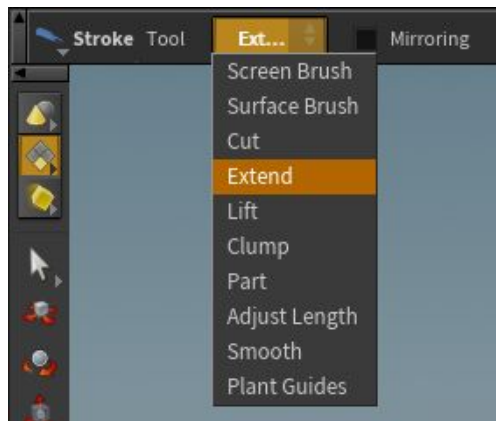 Stroke Tool Ext... Mirroring
Screen Brush
Surface Brush
Cut
Extend
Lift
Clump
Part
Adjust Length
Smooth
Plant Guides